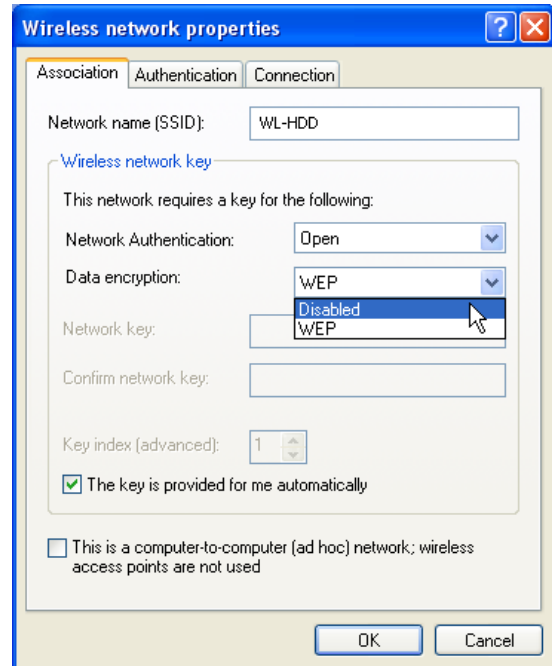 Wireless network properties
Association Authentication Connection
Network name (SSID): WL-HDD
Wireless network key
This network requires a key for the following:
Network Authentication: Open
Data encryption: WEP
Disabled
WEP
Network key:
Confirm network key:
Key index (advanced): 1
The key is provided for me automatically
This is a computer-to-computer (ad hoc) network; wireless
access points are not used
OK Cancel